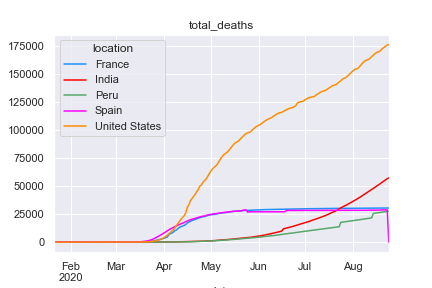 total_deaths
location
France
India
Peru
Spain
United States
175000
150000
125000
100000
75000
50000
25000
0
Feb
2020
Mar
Apr
May
Jun
Jul
Aug